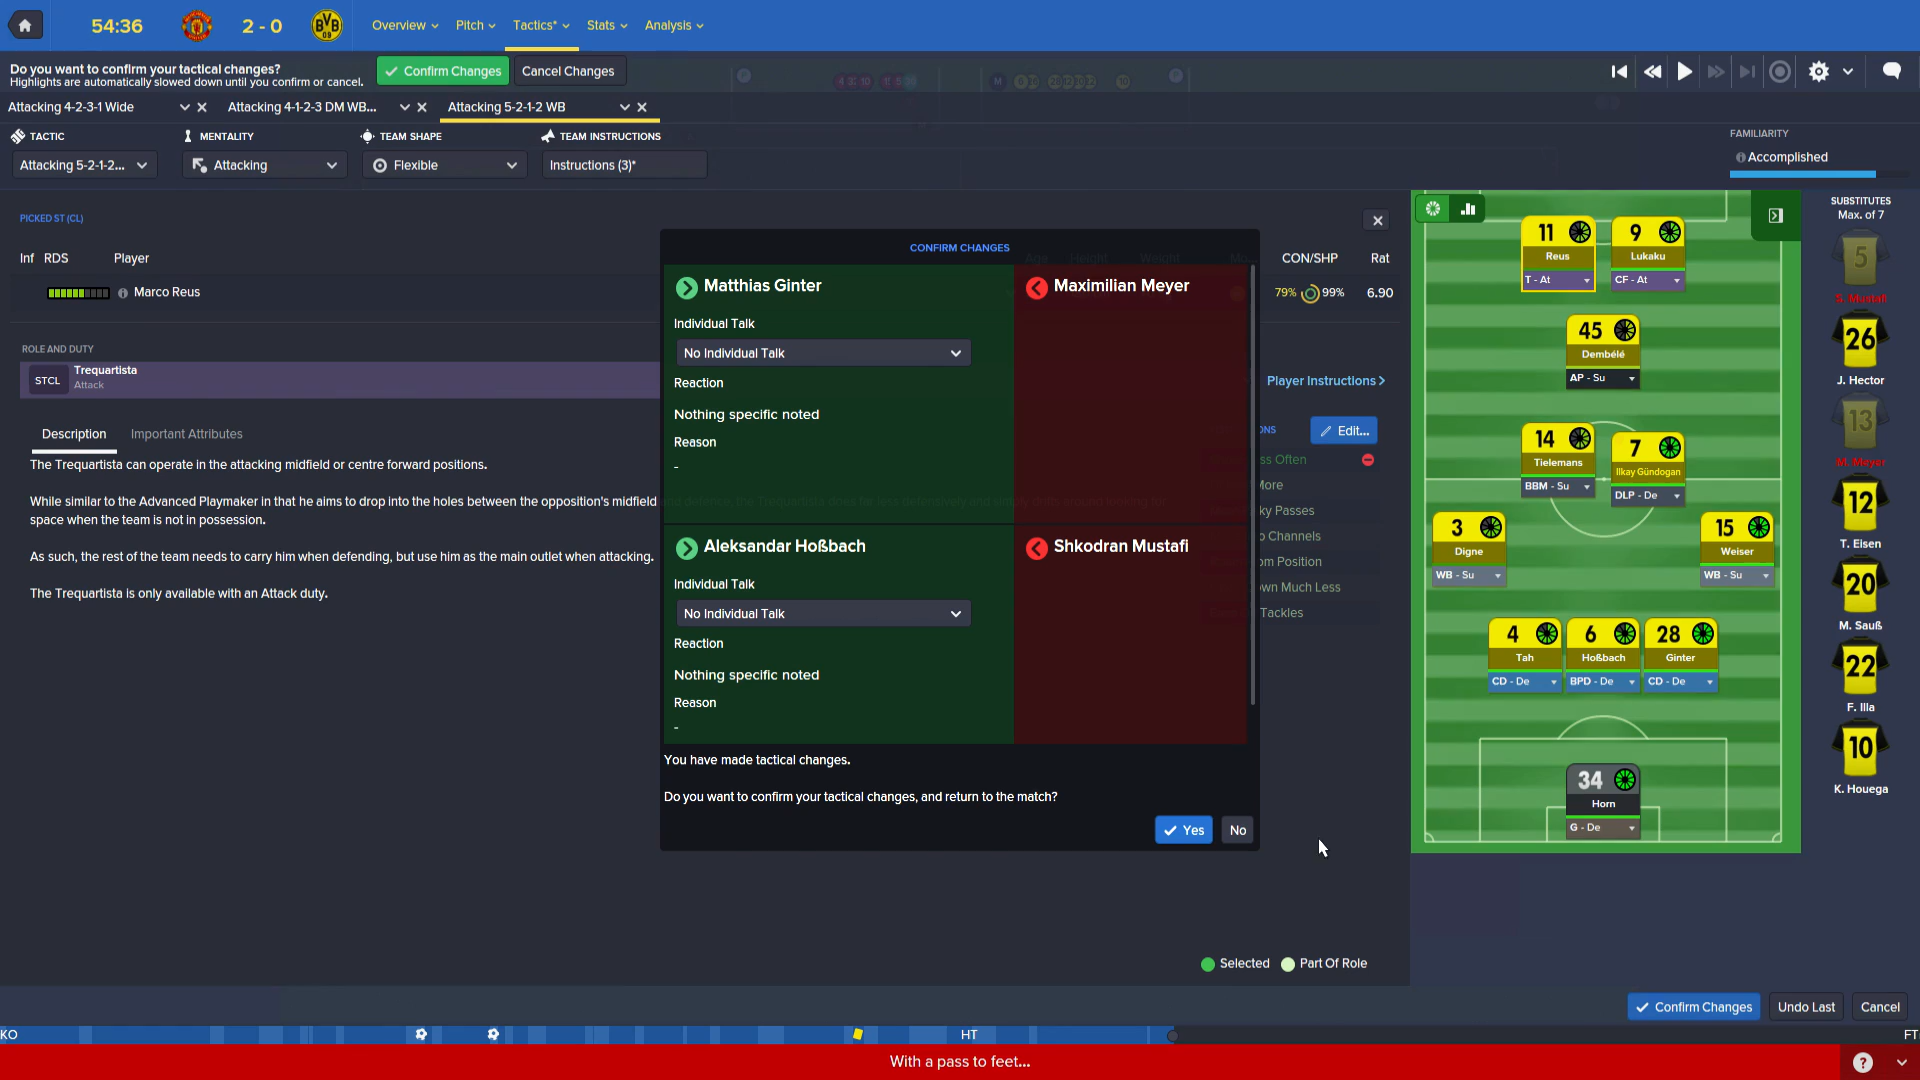 54:36
2 - 0
Overview
Pitch
Tactics*
Stats
Analysis
Do you want to confirm your tactical changes?
Highlights are automatically slowed down until you confirm or cancel.
Confirm Changes
Cancel Changes
Attacking 4-2-3-1 Wide
Attacking 4-1-2-3 DM WB...
Attacking 5-2-1-2 WB
TACTIC
MENTALITY
TEAM SHAPE
TEAM INSTRUCTIONS
Attacking 5-2-1-2...
Attacking
Flexible
Instructions (3)*
FAMILIARITY
Accomplished
PICKED ST (CL)
Inf RDS Player
CON/SHP Rat
Marco Reus
79% 99% 6.90
ROLE AND DUTY
STCL
Trequartista
Attack
Player Instructions
Description
Important Attributes
Edit...
The Trequartista can operate in the attacking midfield or centre forward positions.
While similar to the Advanced Playmaker in that he aims to drop into the holes between the opposition's midfield
space when the team is not in possession.
As such, the rest of the team needs to carry him when defending, but use him as the main outlet when attacking.
The Trequartista is only available with an Attack duty.
CONFIRM CHANGES
Matthias Ginter
Maximilian Meyer
Individual Talk
No Individual Talk
Reaction
Nothing specific noted
Reason
-
Aleksandar Hoßbach
Shkodran Mustafi
Individual Talk
No Individual Talk
Reaction
Nothing specific noted
Reason
-
You have made tactical changes.
Do you want to confirm your tactical changes, and return to the match?
Yes
No
Selected
Part Of Role
11
Reus
T - At
9
Lukaku
CF - At
45
Dembélé
AP - Su
14
Tielemans
BBM - Su
7
Ilkay Gündogan
DLP - De
3
Digne
WB - Su
15
Weiser
WB - Su
4
Tah
CD - De
6
Hoßbach
BPD - De
28
Ginter
CD - De
34
Horn
G - De
SUBSTITUTES
Max. of 7
5
S. Mustafi
26
J. Hector
13
M. Meyer
12
T. Eisen
20
M. Sauß
22
F. Illa
10
K. Houega
Confirm Changes
Undo Last
Cancel
KO
HT
FT
With a pass to feet...
?